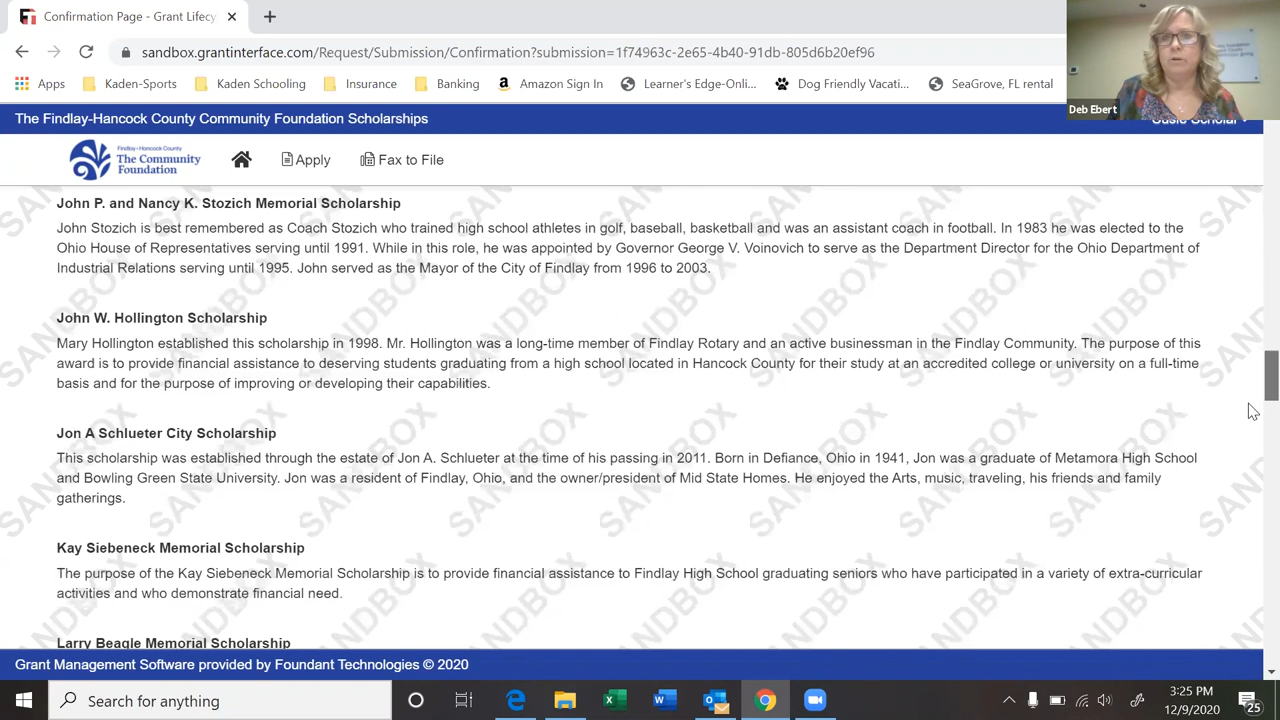 Confirmation Page - Grant Lifecy
sandbox.grantinterface.com/Request/Submission/Confirmation?submission=1f74963c-2e65-4b40-91db-805d6b20ef96
Apps Kaden-Sports Kaden Schooling Insurance Banking Amazon Sign In Learner's Edge-Onli... Dog Friendly Vacati... SeaGrove, FL rental
Deb Ebert
The Findlay-Hancock County Community Foundation Scholarships Susie Scholar
Findlay • Hancock County
The Community
Foundation
Apply Fax to File
John P. and Nancy K. Stozich Memorial Scholarship
John Stozich is best remembered as Coach Stozich who trained high school athletes in golf, baseball, basketball and was an assistant coach in football. In 1983 he was elected to the
Ohio House of Representatives serving until 1991. While in this role, he was appointed by Governor George V. Voinovich to serve as the Department Director for the Ohio Department of
Industrial Relations serving until 1995. John served as the Mayor of the City of Findlay from 1996 to 2003.
John W. Hollington Scholarship
Mary Hollington established this scholarship in 1998. Mr. Hollington was a long-time member of Findlay Rotary and an active businessman in the Findlay Community. The purpose of this
award is to provide financial assistance to deserving students graduating from a high school located in Hancock County for their study at an accredited college or university on a full-time
basis and for the purpose of improving or developing their capabilities.
Jon A Schlueter City Scholarship
This scholarship was established through the estate of Jon A. Schlueter at the time of his passing in 2011. Born in Defiance, Ohio in 1941, Jon was a graduate of Metamora High School
and Bowling Green State University. Jon was a resident of Findlay, Ohio, and the owner/president of Mid State Homes. He enjoyed the Arts, music, traveling, his friends and family
gatherings.
Kay Siebeneck Memorial Scholarship
The purpose of the Kay Siebeneck Memorial Scholarship is to provide financial assistance to Findlay High School graduating seniors who have participated in a variety of extra-curricular
activities and who demonstrate financial need.
Larry Beagle Memorial Scholarship
SANDBOX
Grant Management Software provided by Foundant Technologies © 2020
Search for anything
3:25 PM
12/9/2020
25